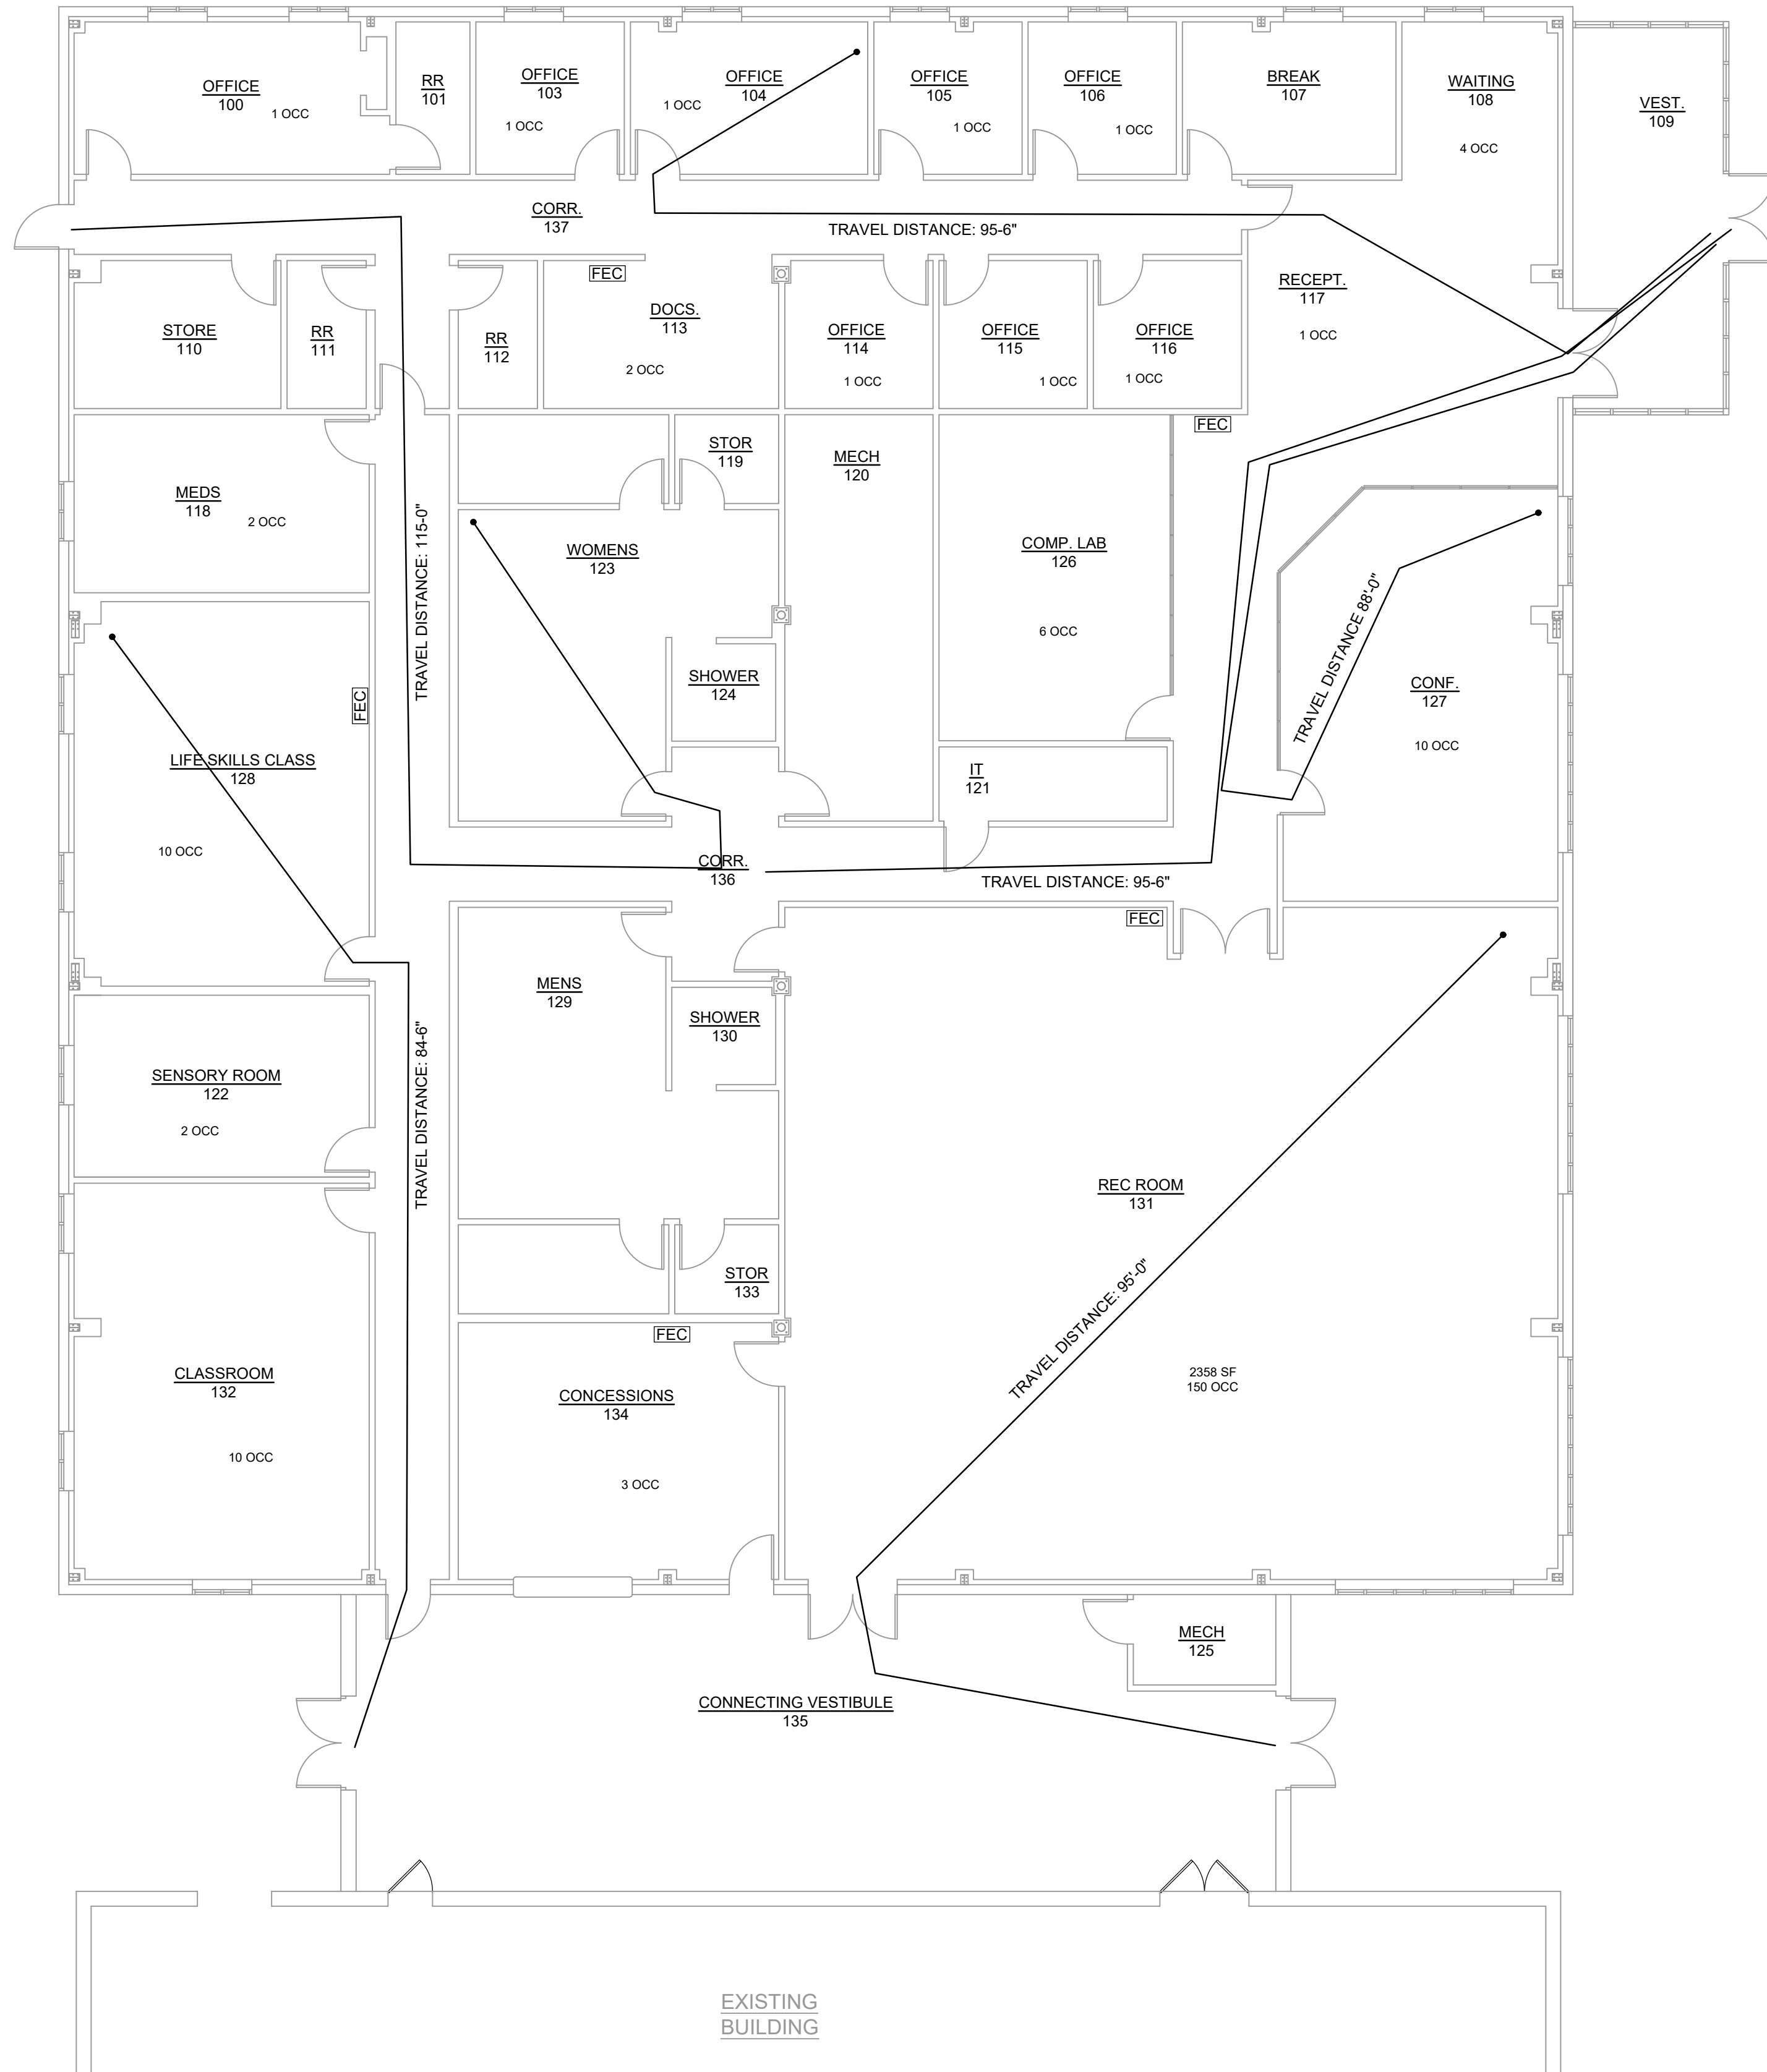 OFFICE
100
1 OCC
RR
101
OFFICE
103
1 OCC
OFFICE
104
1 OCC
OFFICE
105
1 OCC
OFFICE
106
1 OCC
BREAK
107
WAITING
108
4 OCC
VEST.
109
CORR.
137
TRAVEL DISTANCE: 95-6"
STORE
110
RR
111
RR
112
FEC
DOCS.
113
2 OCC
OFFICE
114
1 OCC
OFFICE
115
1 OCC
OFFICE
116
1 OCC
RECEPT.
117
1 OCC
FEC
MEDS
118
2 OCC
TRAVEL DISTANCE: 115-0"
STOR
119
MECH
120
WOMENS
123
COMP. LAB
126
6 OCC
SHOWER
124
TRAVEL DISTANCE 88'-0"
CONF.
127
10 OCC
FEC
LIFE SKILLS CLASS
128
10 OCC
IT
121
CORR.
136
TRAVEL DISTANCE: 95-6"
FEC
MENS
129
SHOWER
130
TRAVEL DISTANCE: 84-6"
SENSORY ROOM
122
2 OCC
REC ROOM
131
TRAVEL DISTANCE: 95'-0"
2358 SF
150 OCC
STOR
133
FEC
CLASSROOM
132
10 OCC
CONCESSIONS
134
3 OCC
MECH
125
CONNECTING VESTIBULE
135
EXISTING
BUILDING